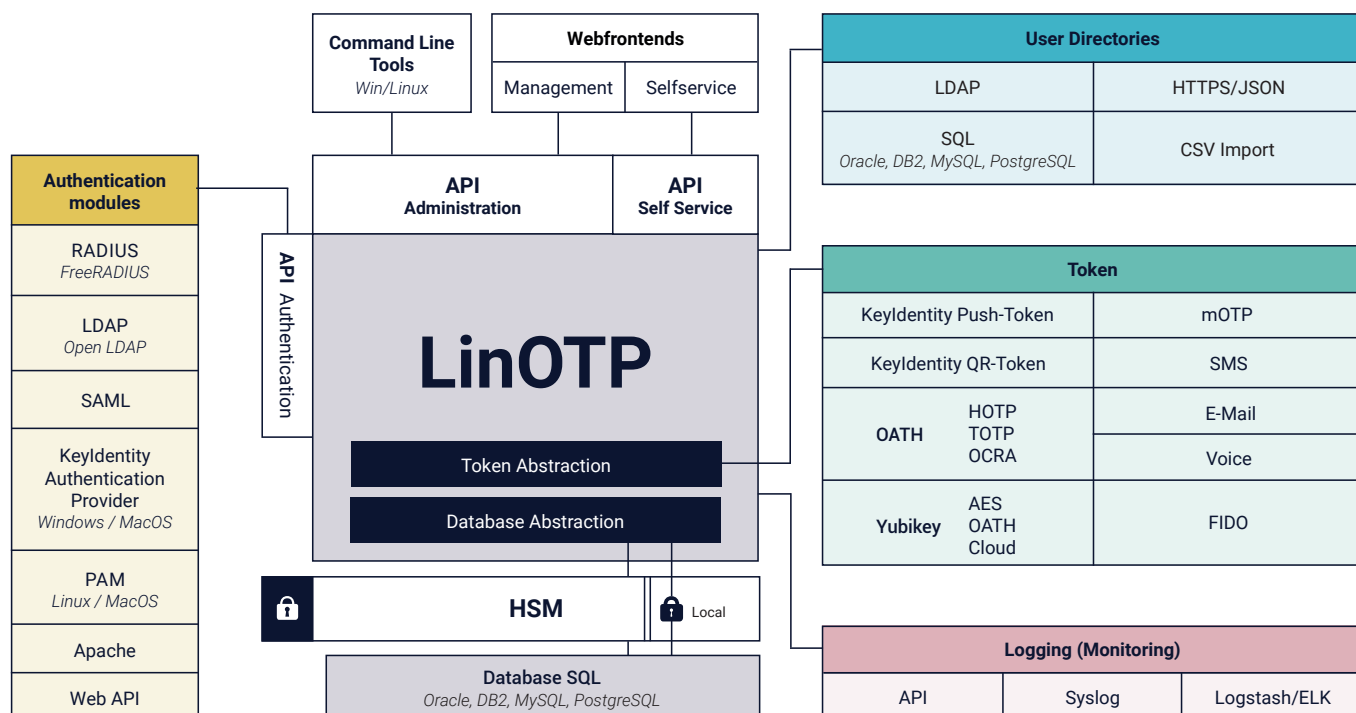 Command Line
Tools
Win/Linux
Webfrontends
Management
Selfservice
User Directories
LDAP
HTTPS/JSON
SQL
Oracle, DB2, MySQL, PostgreSQL
CSV Import
Authentication
modules
RADIUS
FreeRADIUS
LDAP
Open LDAP
SAML
KeyIdentity
Authentication
Provider
Windows / MacOS
PAM
Linux / MacOS
Apache
Web API
API
Administration
API
Self Service
API Authentication
LinOTP
Token Abstraction
Database Abstraction
HSM
Local
Database SQL
Oracle, DB2, MySQL, PostgreSQL
Token
KeyIdentity Push-Token
mOTP
KeyIdentity QR-Token
SMS
OATH
HOTP
TOTP
OCRA
E-Mail
Voice
Yubikey
AES
OATH
Cloud
FIDO
Logging (Monitoring)
API
Syslog
Logstash/ELK